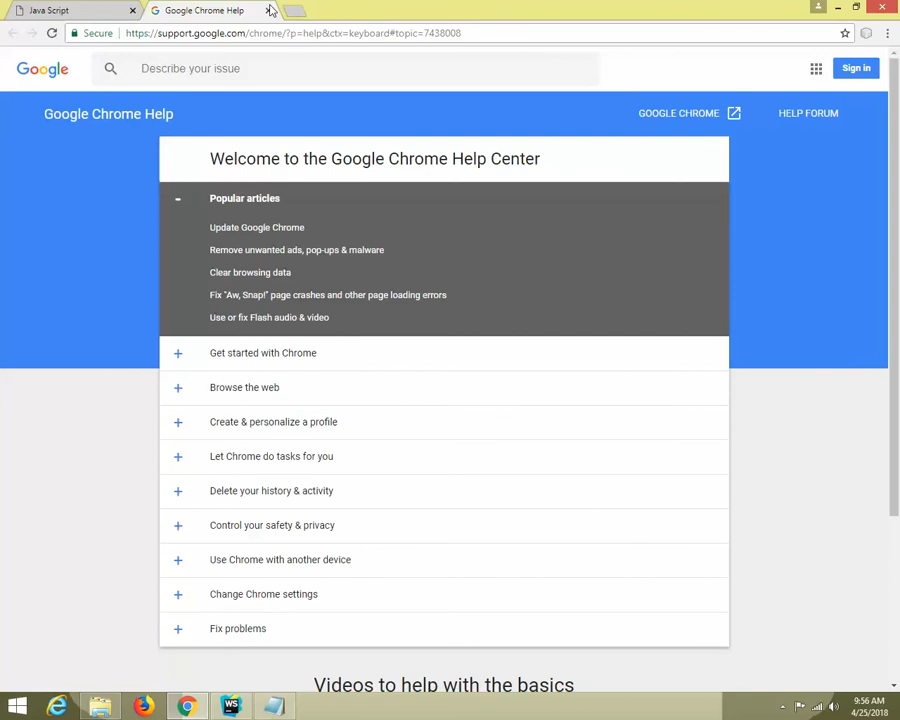 Java Script
Google Chrome Help
Secure
https://support.google.com/chrome/?p=help&ctx=keyboard#topic=7438008
Google
Describe your issue
Sign in
Google Chrome Help
GOOGLE CHROME
HELP FORUM
Welcome to the Google Chrome Help Center
Popular articles
Update Google Chrome
Remove unwanted ads, pop-ups & malware
Clear browsing data
Fix "Aw, Snap!" page crashes and other page loading errors
Use or fix Flash audio & video
Get started with Chrome
Browse the web
Create & personalize a profile
Let Chrome do tasks for you
Delete your history & activity
Control your safety & privacy
Use Chrome with another device
Change Chrome settings
Fix problems
Videos to help with the basics
WS
9:56 AM
4/25/2018